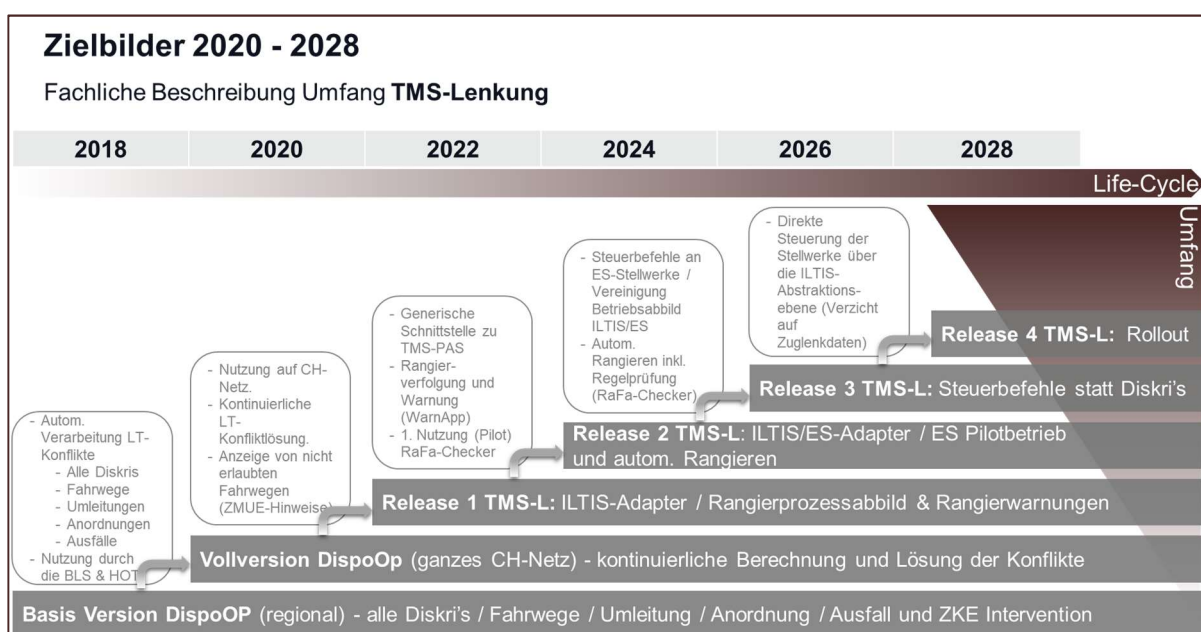 Zielbilder 2020 - 2028
Fachliche Beschreibung Umfang TMS-Lenkung
2018
2020
2022
2024
2026
2028
Life-Cycle
Umfang
- Direkte
Steuerung der
Stellwerke über
die ILTIS-
Abstraktions-
ebene (Verzicht
auf
Zuglenkdaten)
- Steuerbefehle an
ES-Stellwerke /
Vereinigung
Betriebsabbild
ILTIS/ES
- Autom.
Rangieren inkl.
Regelprüfung
(RaFa-Checker)
- Generische
Schnittstelle zu
TMS-PAS
- Rangier-
verfolgung und
Warnung
(WarnApp)
- 1. Nutzung (Pilot)
RaFa-Checker
- Nutzung auf CH-
Netz.
- Kontinuierliche
LT-
Konfliktlösung.
- Anzeige von nicht
erlaubten
Fahrwegen
(ZMUE-Hinweise)
- Autom.
Verarbeitung LT-
Konflikte
- Alle Diskris
- Fahrwege
- Umleitungen
- Anordnungen
- Ausfälle
- Nutzung durch
die BLS & HOT
Release 4 TMS-L: Rollout
Release 3 TMS-L: Steuerbefehle statt Diskri's
Release 2 TMS-L: ILTIS/ES-Adapter / ES Pilotbetrieb
und autom. Rangieren
Release 1 TMS-L: ILTIS-Adapter / Rangierprozessabbild & Rangierwarnungen
Vollversion DispoOp (ganzes CH-Netz) - kontinuierliche Berechnung und Lösung der Konflikte
Basis Version DispoOP (regional) - alle Diskri's / Fahrwege / Umleitung / Anordnung / Ausfall und ZKE Intervention